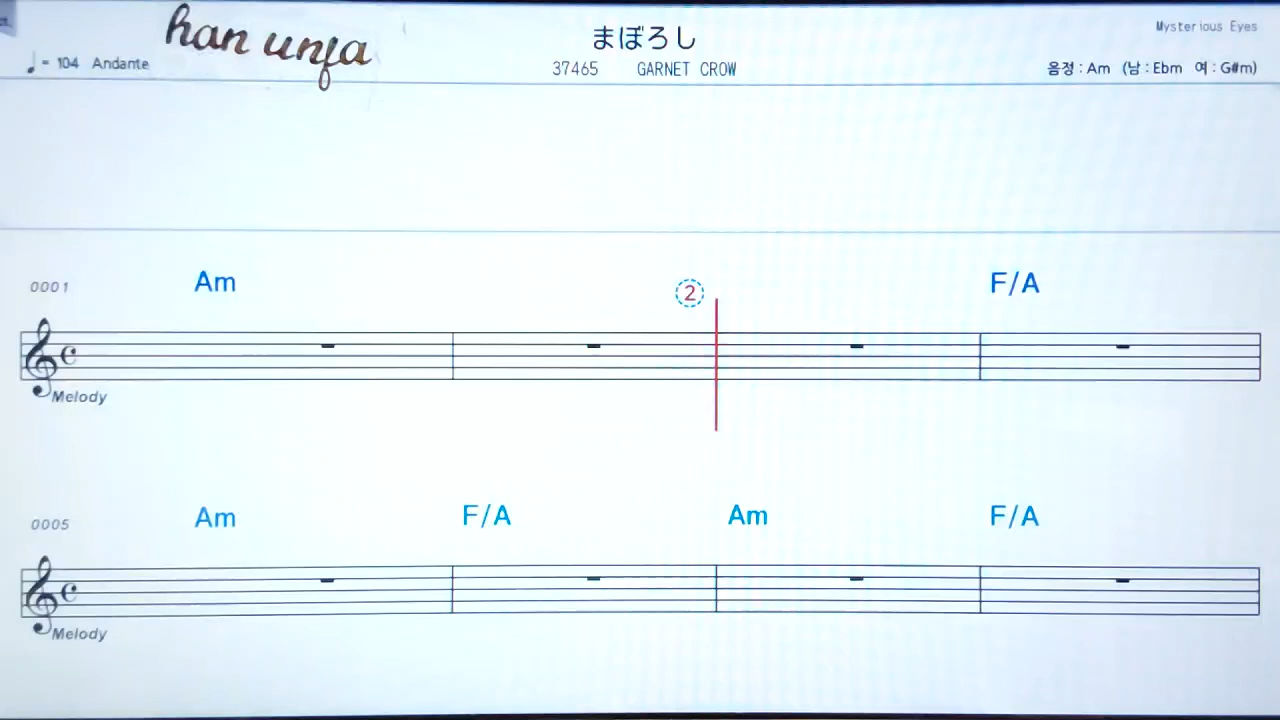 han unfa
まぼろし
Mysterious Eyes
♩= 104 Andante
37465 GARNET CROW
음정 : Am (남 : Ebm 여 : G#m)
0001 Am ② F/A
Melody
0005 Am F/A Am F/A
Melody